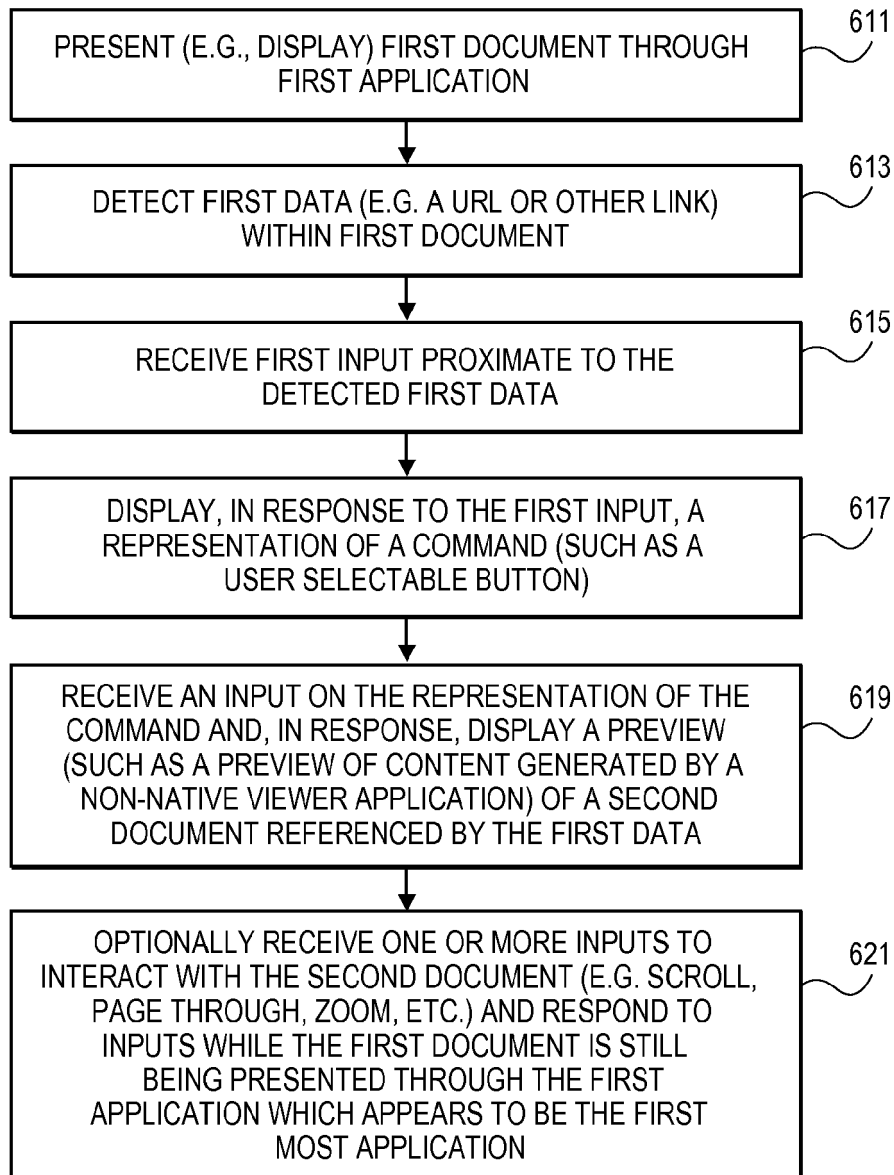 PRESENT (E.G., DISPLAY) FIRST DOCUMENT THROUGH
FIRST APPLICATION
611
DETECT FIRST DATA (E.G. A URL OR OTHER LINK)
WITHIN FIRST DOCUMENT
613
RECEIVE FIRST INPUT PROXIMATE TO THE
DETECTED FIRST DATA
615
DISPLAY, IN RESPONSE TO THE FIRST INPUT, A
REPRESENTATION OF A COMMAND (SUCH AS A
USER SELECTABLE BUTTON)
617
RECEIVE AN INPUT ON THE REPRESENTATION OF THE
COMMAND AND, IN RESPONSE, DISPLAY A PREVIEW
(SUCH AS A PREVIEW OF CONTENT GENERATED BY A
NON-NATIVE VIEWER APPLICATION) OF A SECOND
DOCUMENT REFERENCED BY THE FIRST DATA
619
OPTIONALLY RECEIVE ONE OR MORE INPUTS TO
INTERACT WITH THE SECOND DOCUMENT (E.G. SCROLL,
PAGE THROUGH, ZOOM, ETC.) AND RESPOND TO
INPUTS WHILE THE FIRST DOCUMENT IS STILL
BEING PRESENTED THROUGH THE FIRST
APPLICATION WHICH APPEARS TO BE THE FIRST
MOST APPLICATION
621